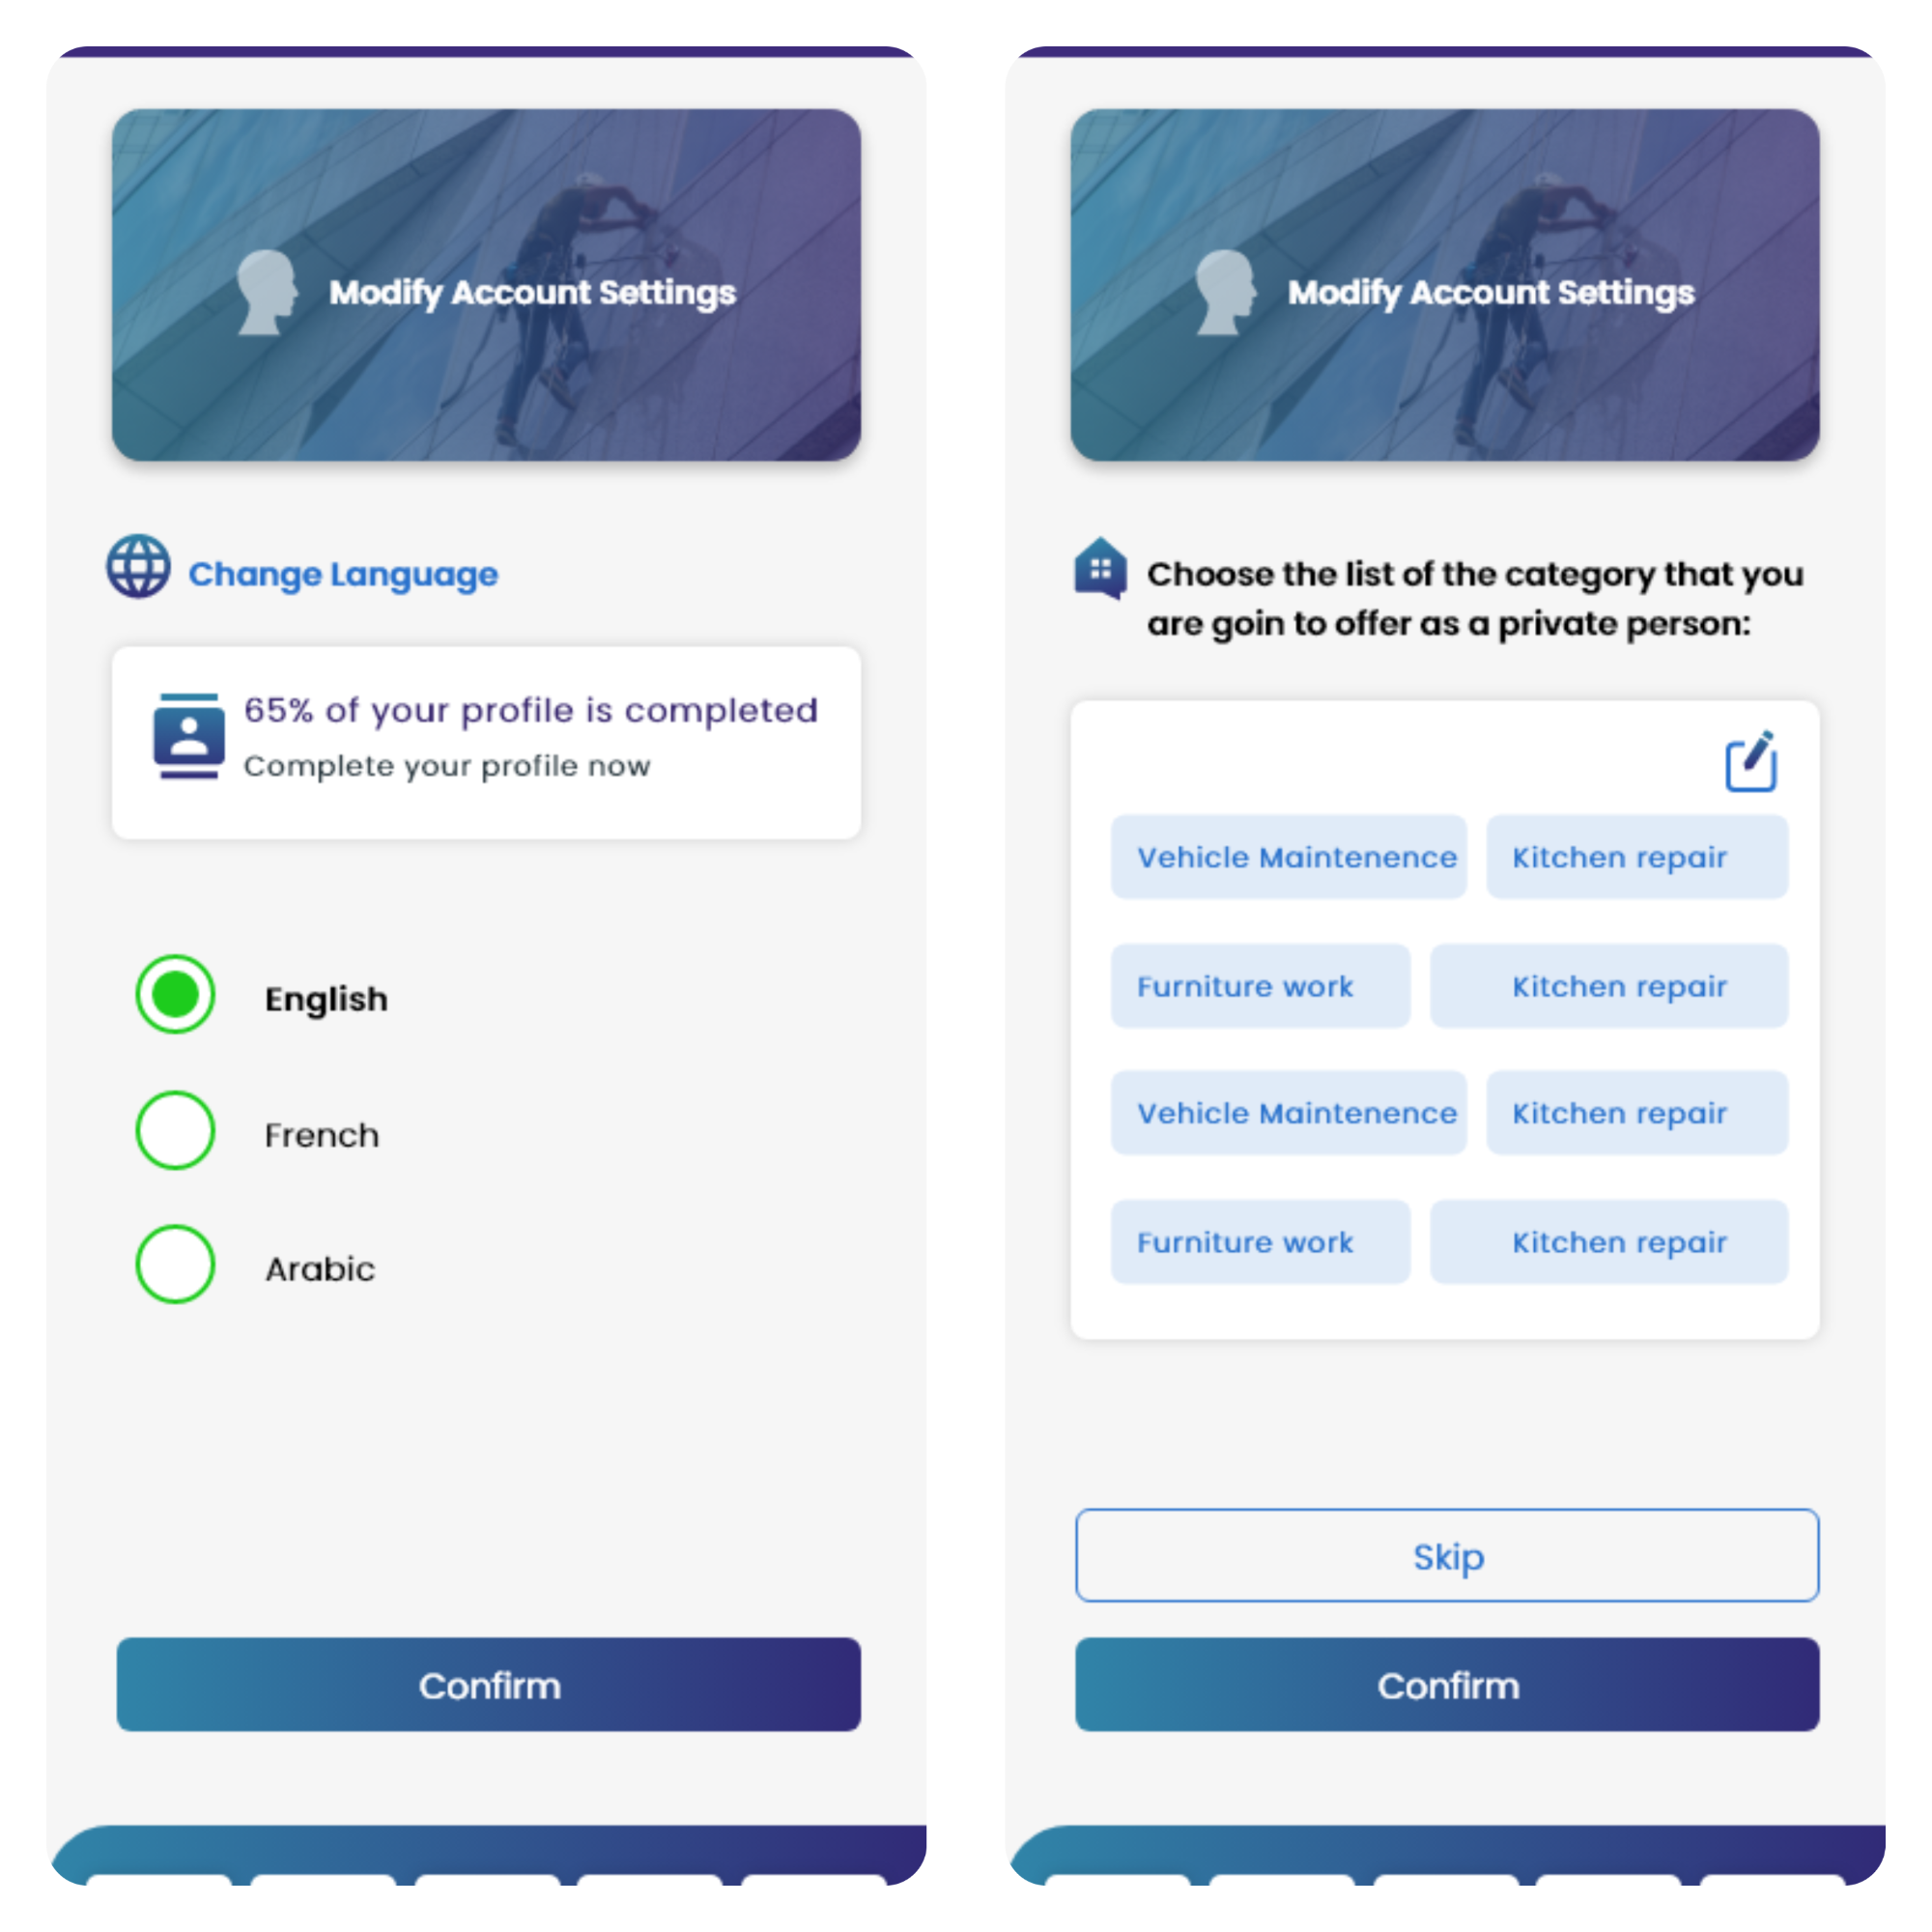 Modify Account Settings
Change Language
65% of your profile is completed
Complete your profile now
English
French
Arabic
Confirm
Modify Account Settings
Choose the list of the category that you
are goin to offer as a private person:
Vehicle Maintenence
Kitchen repair
Furniture work
Kitchen repair
Vehicle Maintenence
Kitchen repair
Furniture work
Kitchen repair
Skip
Confirm